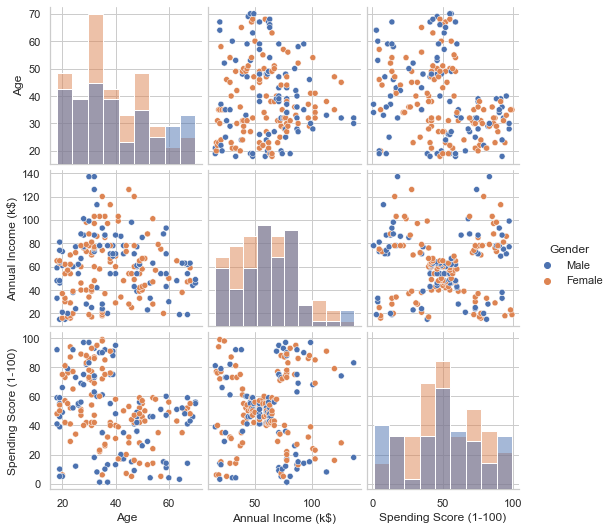 70
60
50
40
30
20
Age
140
120
100
80
60
40
20
Annual Income (k$)
Gender
Male
Female
100
80
60
40
20
0
Spending Score (1-100)
20 40 60 50 100 0 50 100
Age Annual Income (k$) Spending Score (1-100)